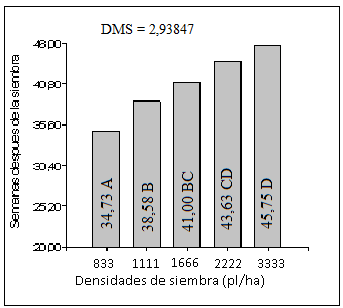 DMS = 2,93847
Semanas despues de la siembra
46,00
40,80
35,60
30,40
25,20
20,00
34,73 A
38,58 B
41,00 BC
43,63 CD
45,75 D
833 1111 1666 2222 3333
Densidades de siembra (pl/ha)